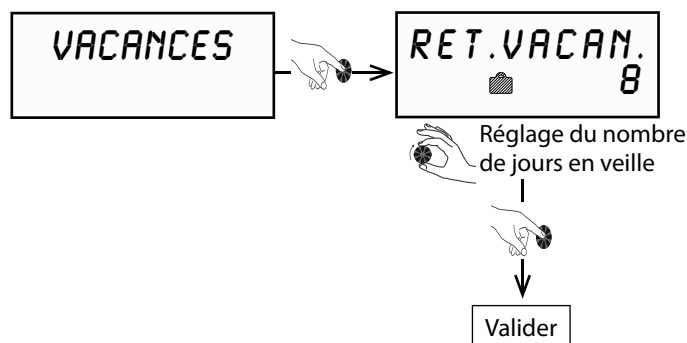 VACANCES
RET.VACAN.
8
Réglage du nombre
de jours en veille
Valider